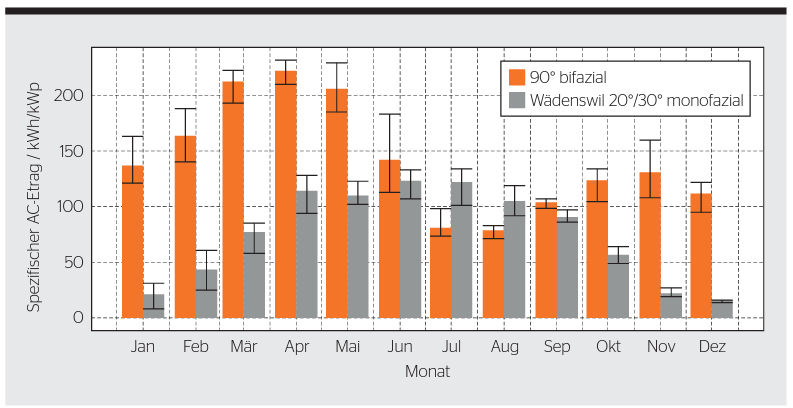 90° bifazial
Wädenswil 20°/30° monofazial
Spezifischer AC-Etrag / kWh/kWp
200
150
100
50
0
Jan Feb Mär Apr Mai Jun Jul Aug Sep Okt Nov Dez
Monat